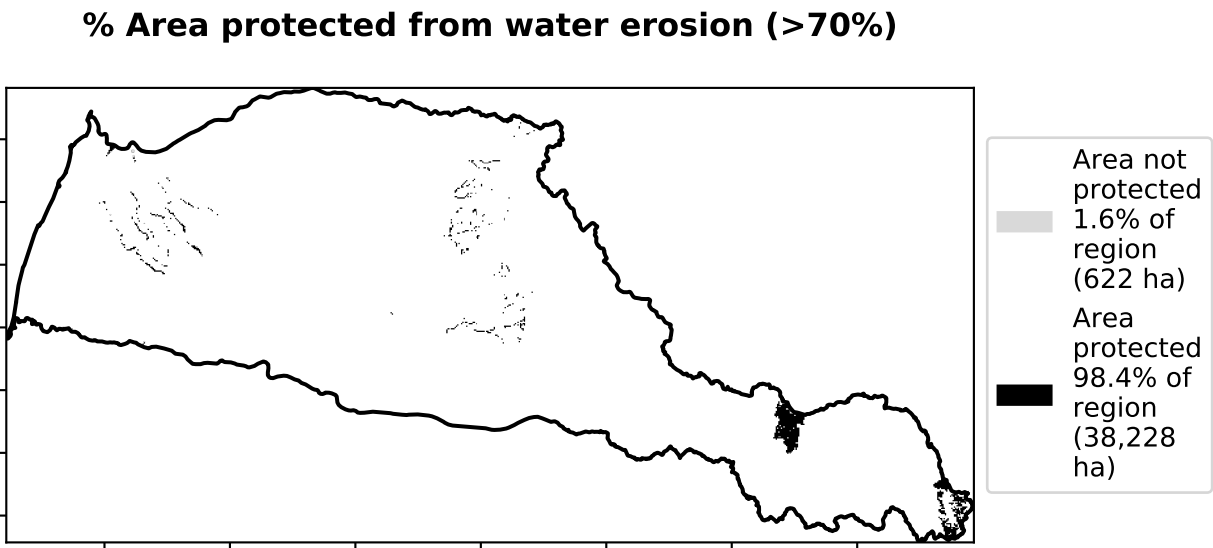 % Area protected from water erosion (>70%)
Area not
protected
1.6% of
region
(622 ha)
Area
protected
98.4% of
region
(38,228
ha)